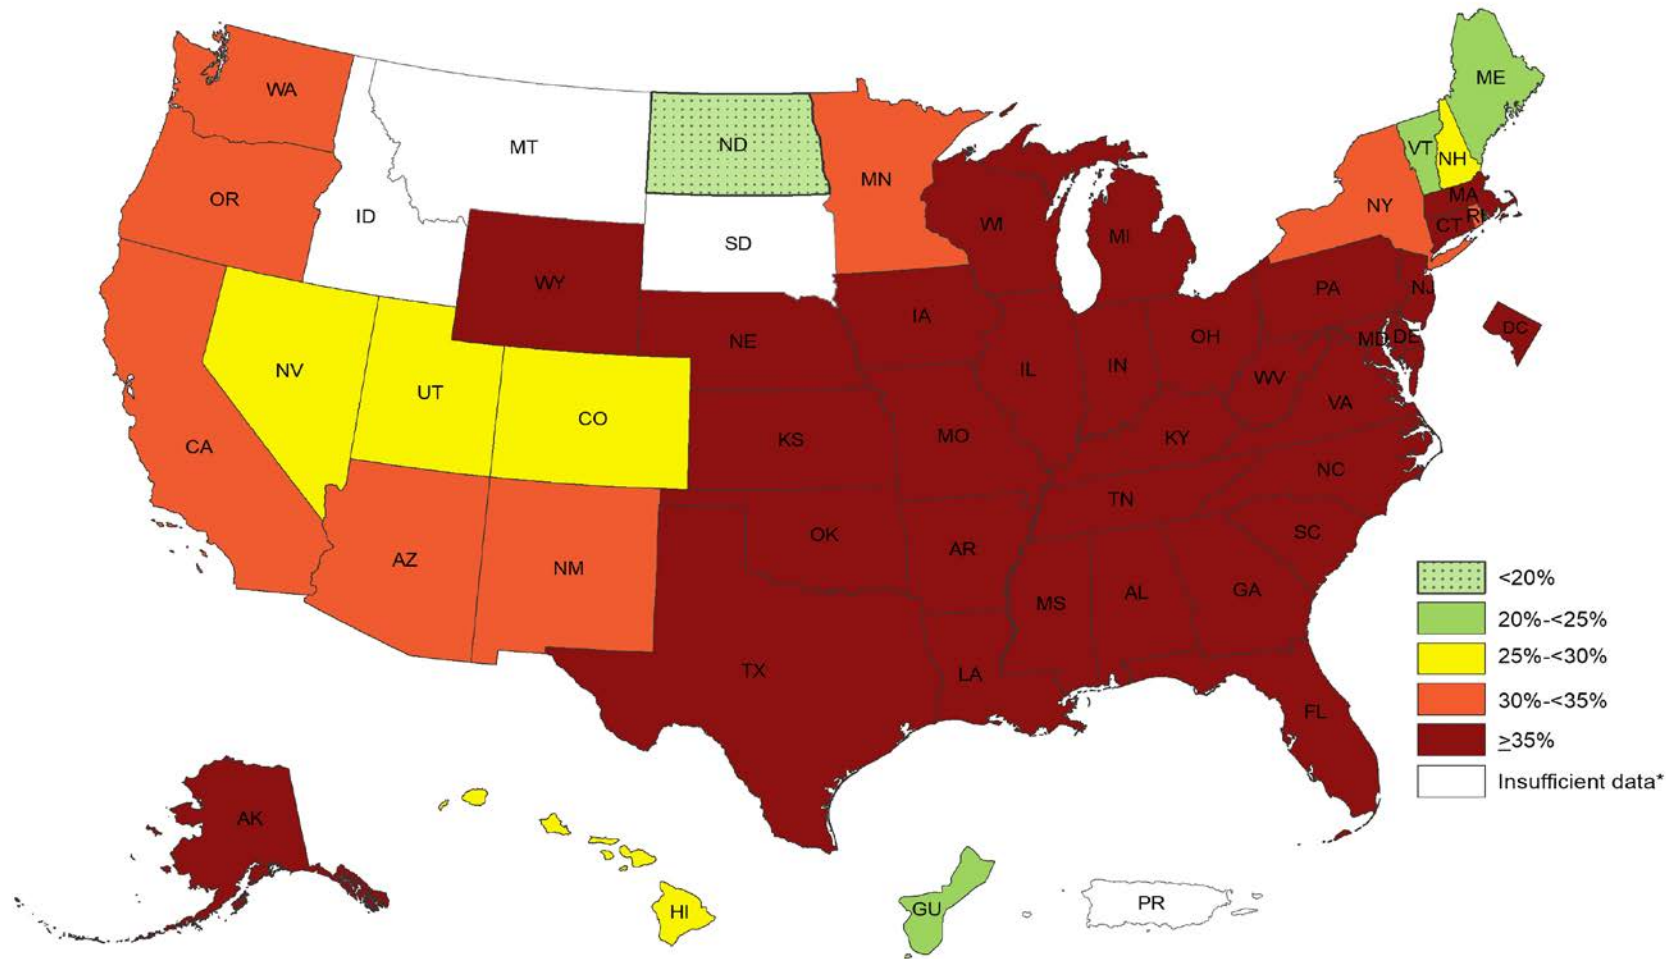 WA
MT
ND
MN
OR
ID
SD
WY
WI
MI
NY
VT
NH
ME
MA
RI
CT
NV
UT
CO
NE
IA
IL
IN
OH
PA
NJ
MD
DE
DC
WV
VA
CA
KS
MO
KY
NC
AZ
NM
OK
AR
TN
SC
MS
AL
GA
TX
LA
FL
AK
HI
GU
PR
<20%
20%-<25%
25%-<30%
30%-<35%
≥35%
Insufficient data*